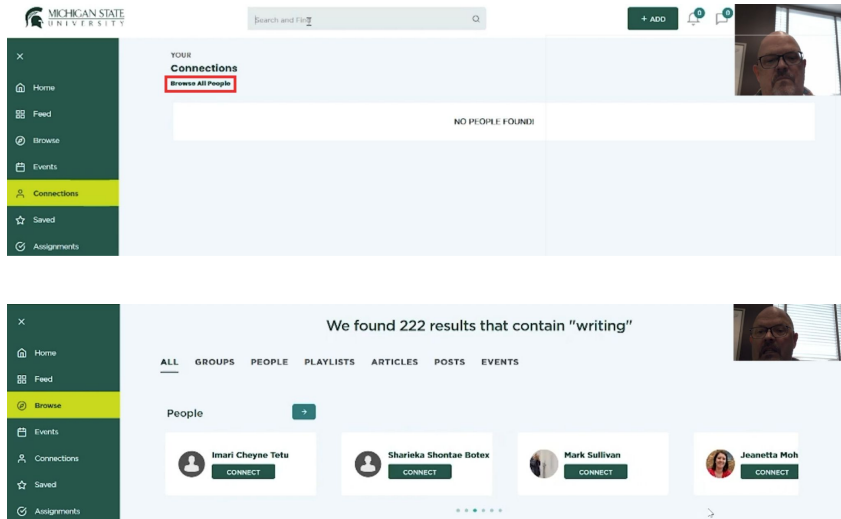 MICHIGAN STATE
UNIVERSITY
Search and Find
+ ADD
0
0
YOUR
Connections
Browse All People
NO PEOPLE FOUND!
Home
Feed
Browse
Events
Connections
Saved
Assignments
We found 222 results that contain "writing"
ALL GROUPS PEOPLE PLAYLISTS ARTICLES POSTS EVENTS
Home
Feed
Browse
Events
Connections
Saved
Assignments
People
Imari Cheyne Tetu
CONNECT
Sharieka Shontae Botex
CONNECT
Mark Sullivan
CONNECT
Jeanetta Moh
CONNECT